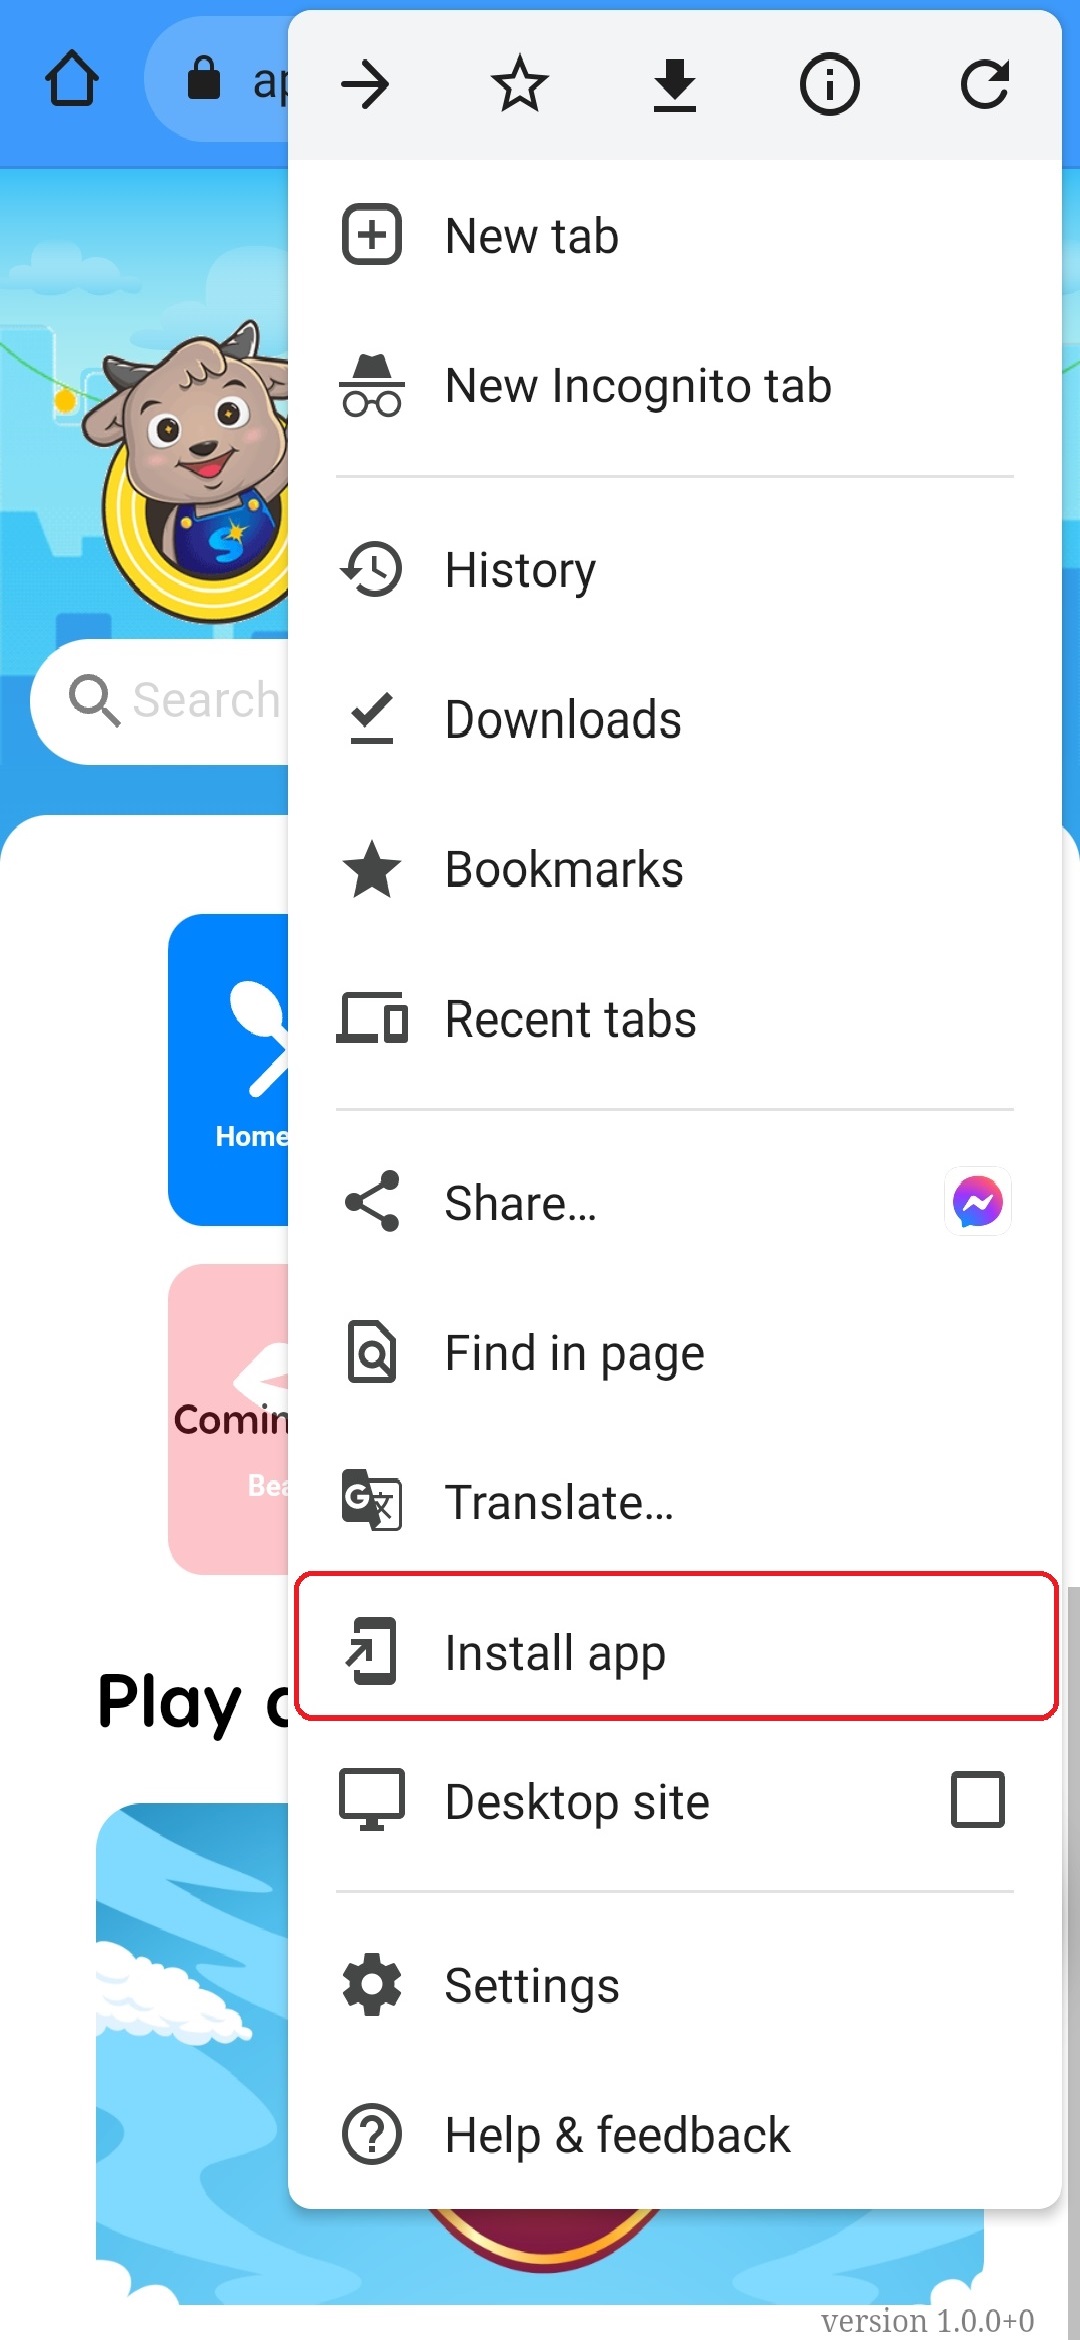 ap
New tab
New Incognito tab
History
Search
Downloads
Bookmarks
Recent tabs
Home
Share...
Find in page
Comin
Bea
Translate...
Install app
Play
Desktop site
Settings
Help & feedback
version 1.0.0+0